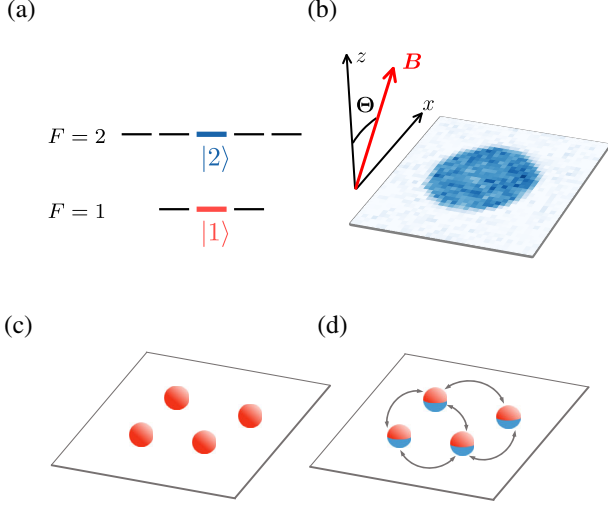 (a)
F = 2
|2⟩
F = 1
|1⟩
(b)
z
B
Θ
x
(c)
(d)